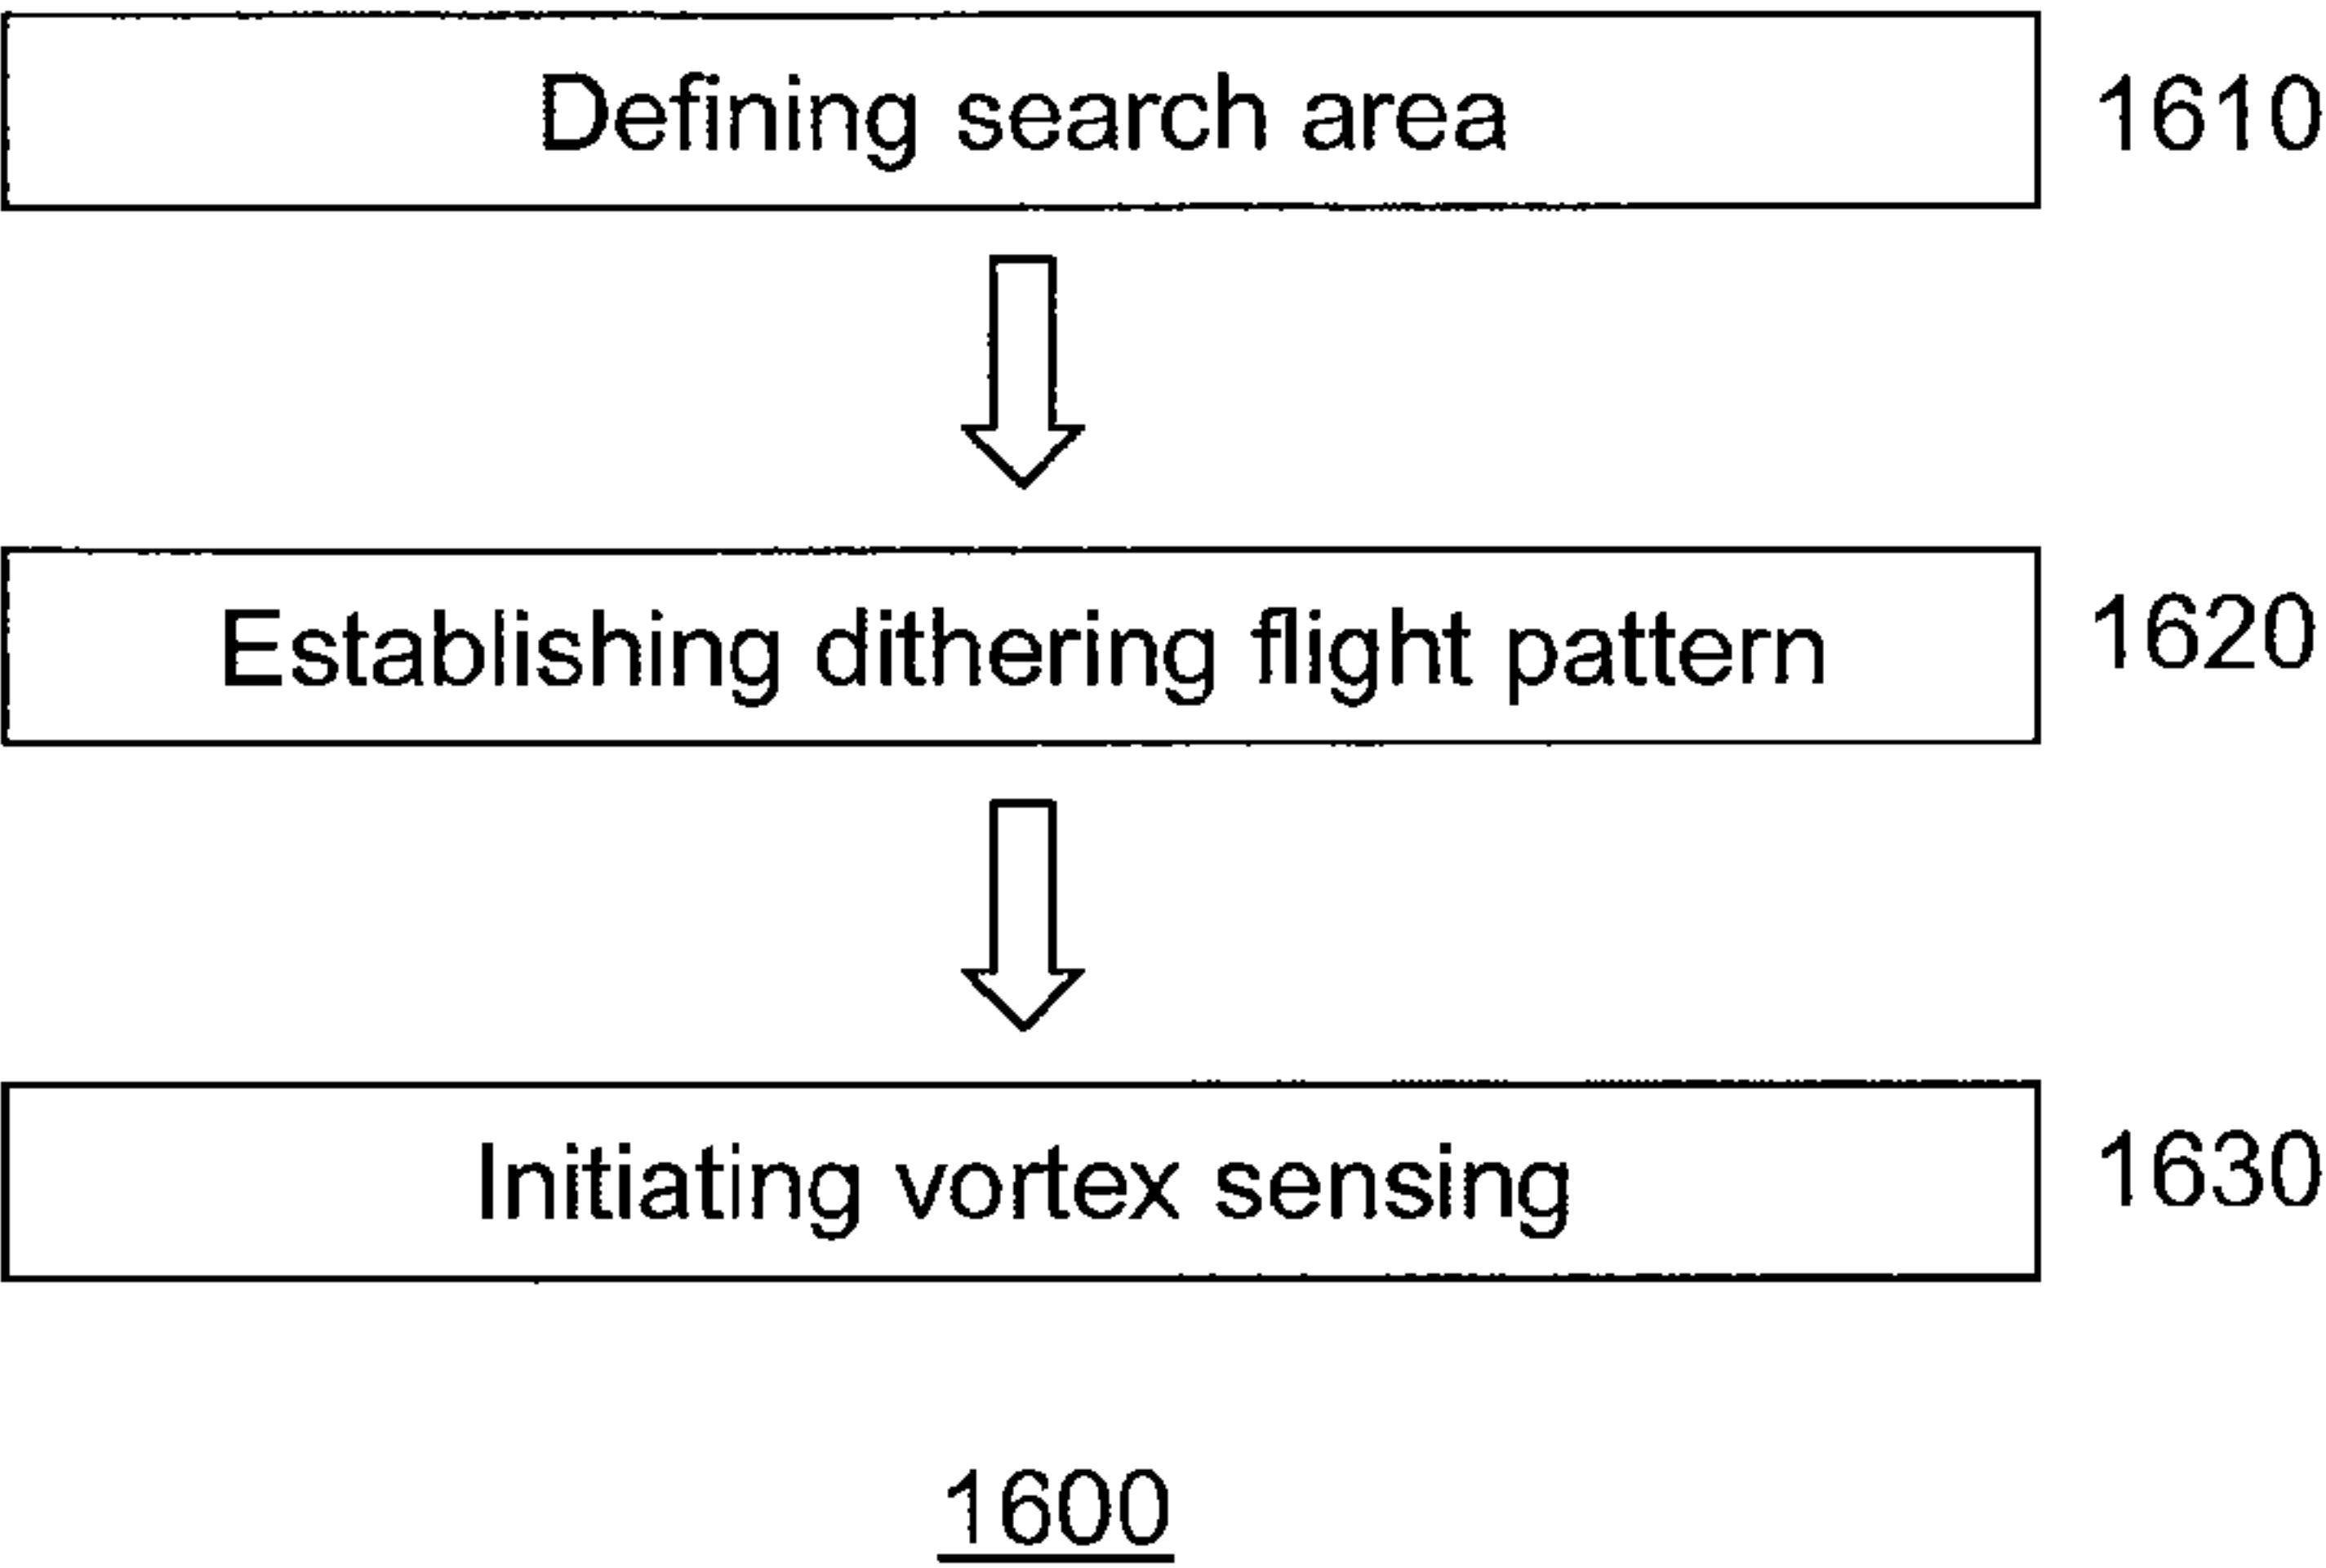 Defining search area 1610
Establishing dithering flight pattern 1620
Initiating vortex sensing 1630
1600